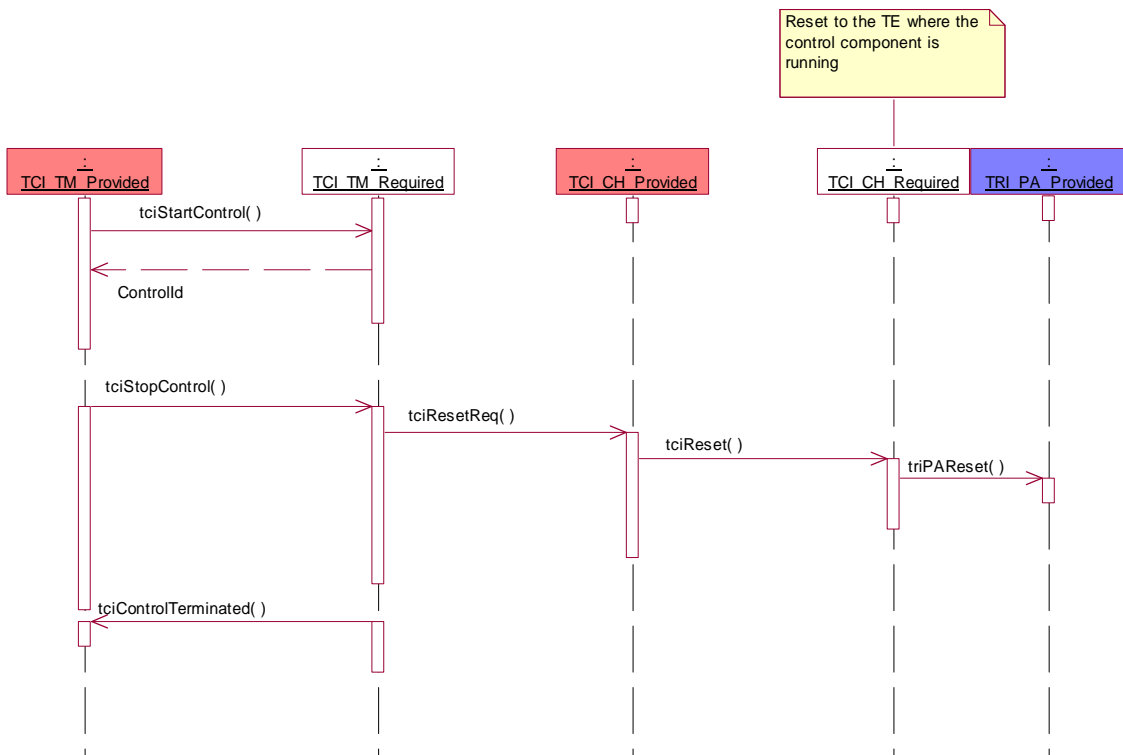 Reset to the TE where the
control component is
running
:
TCI_TM_Provided
:
TCI_TM_Required
:
TCI_CH_Provided
:
TCI_CH_Required
:
TRI_PA_Provided
tciStartControl( )
ControlId
tciStopControl( )
tciResetReq( )
tciReset( )
triPAReset( )
tciControlTerminated( )